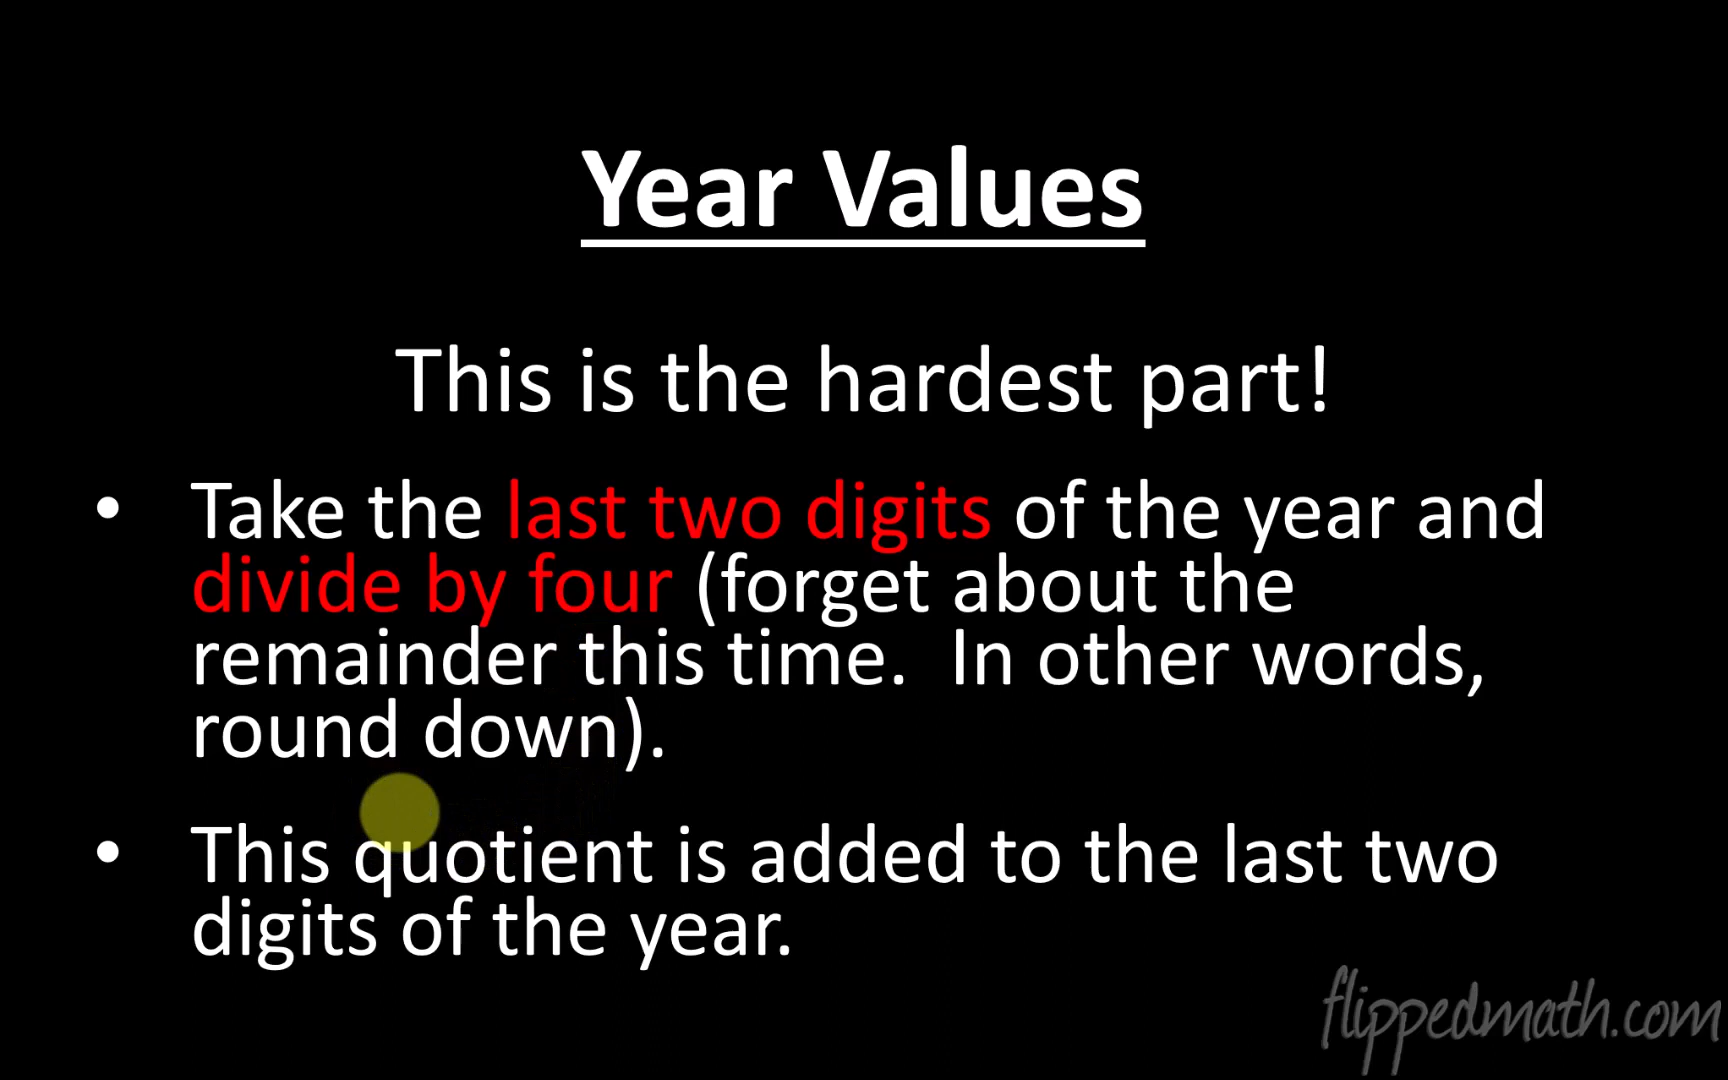 Year Values
This is the hardest part!
• Take the last two digits of the year and
divide by four (forget about the
remainder this time.  In other words,
round down).
• This quotient is added to the last two
digits of the year.
flippedmath.com